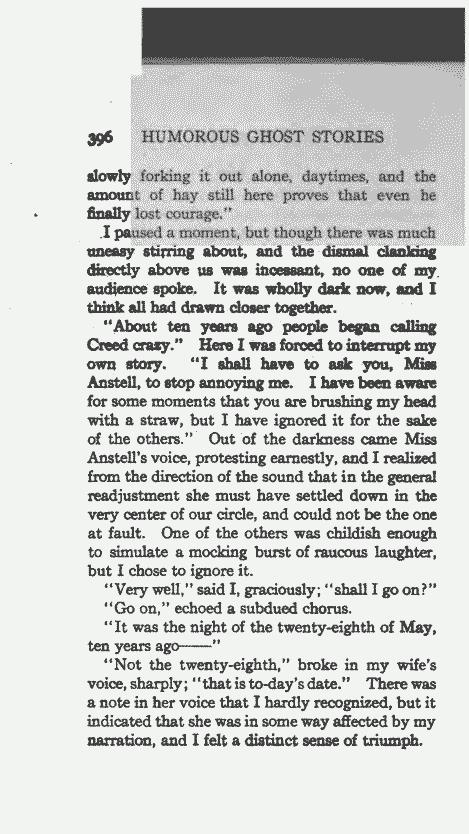 396 HUMOROUS GHOST STORIES
slowly forking it out alone, daytimes, and the
amount of hay still here proves that even he
finally lost courage."
I paused a moment, but though there was much
uneasy stirring about, and the dismal clanking
directly above us was incessant, no one of my
audience spoke. It was wholly dark now, and I
think all had drawn closer together.
"About ten years ago people began calling
Creed crazy." Here I was forced to interrupt my
own story. "I shall have to ask you, Miss
Anstell, to stop annoying me. I have been aware
for some moments that you are brushing my head
with a straw, but I have ignored it for the sake
of the others." Out of the darkness came Miss
Anstell's voice, protesting earnestly, and I realized
from the direction of the sound that in the general
readjustment she must have settled down in the
very center of our circle, and could not be the one
at fault. One of the others was childish enough
to simulate a mocking burst of raucous laughter,
but I chose to ignore it.
"Very well," said I, graciously; "shall I go on?"
"Go on," echoed a subdued chorus.
"It was the night of the twenty-eighth of May,
ten years ago——"
"Not the twenty-eighth," broke in my wife's
voice, sharply; "that is to-day's date." There was
a note in her voice that I hardly recognized, but it
indicated that she was in some way affected by my
narration, and I felt a distinct sense of triumph.